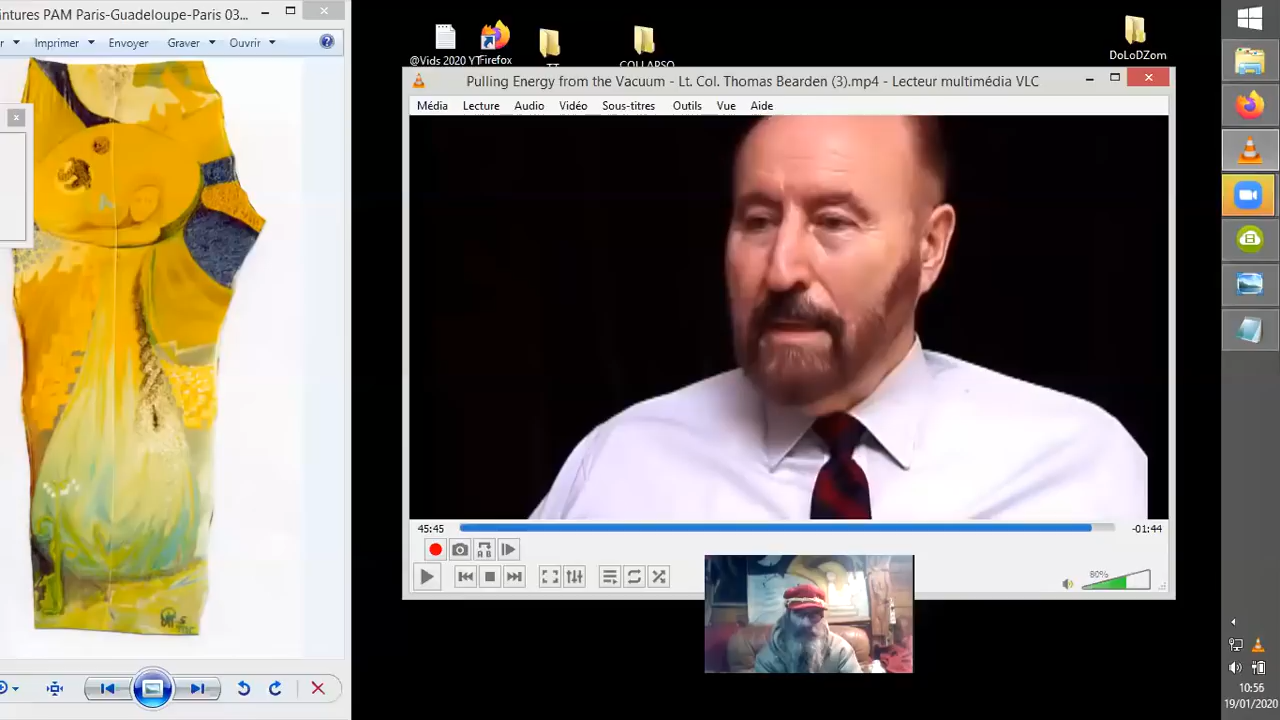 intures PAM Paris-Guadeloupe-Paris 03...
Imprimer
Envoyer
Graver
Ouvrir
@Vids 2020 YT
Firefox
TT
COLLAPSO
DoLoDZom
Pulling Energy from the Vacuum - Lt. Col. Thomas Bearden (3).mp4 - Lecteur multimédia VLC
Média Lecture Audio Vidéo Sous-titres Outils Vue Aide
45:45
-01:44
80%
10:56
19/01/2020